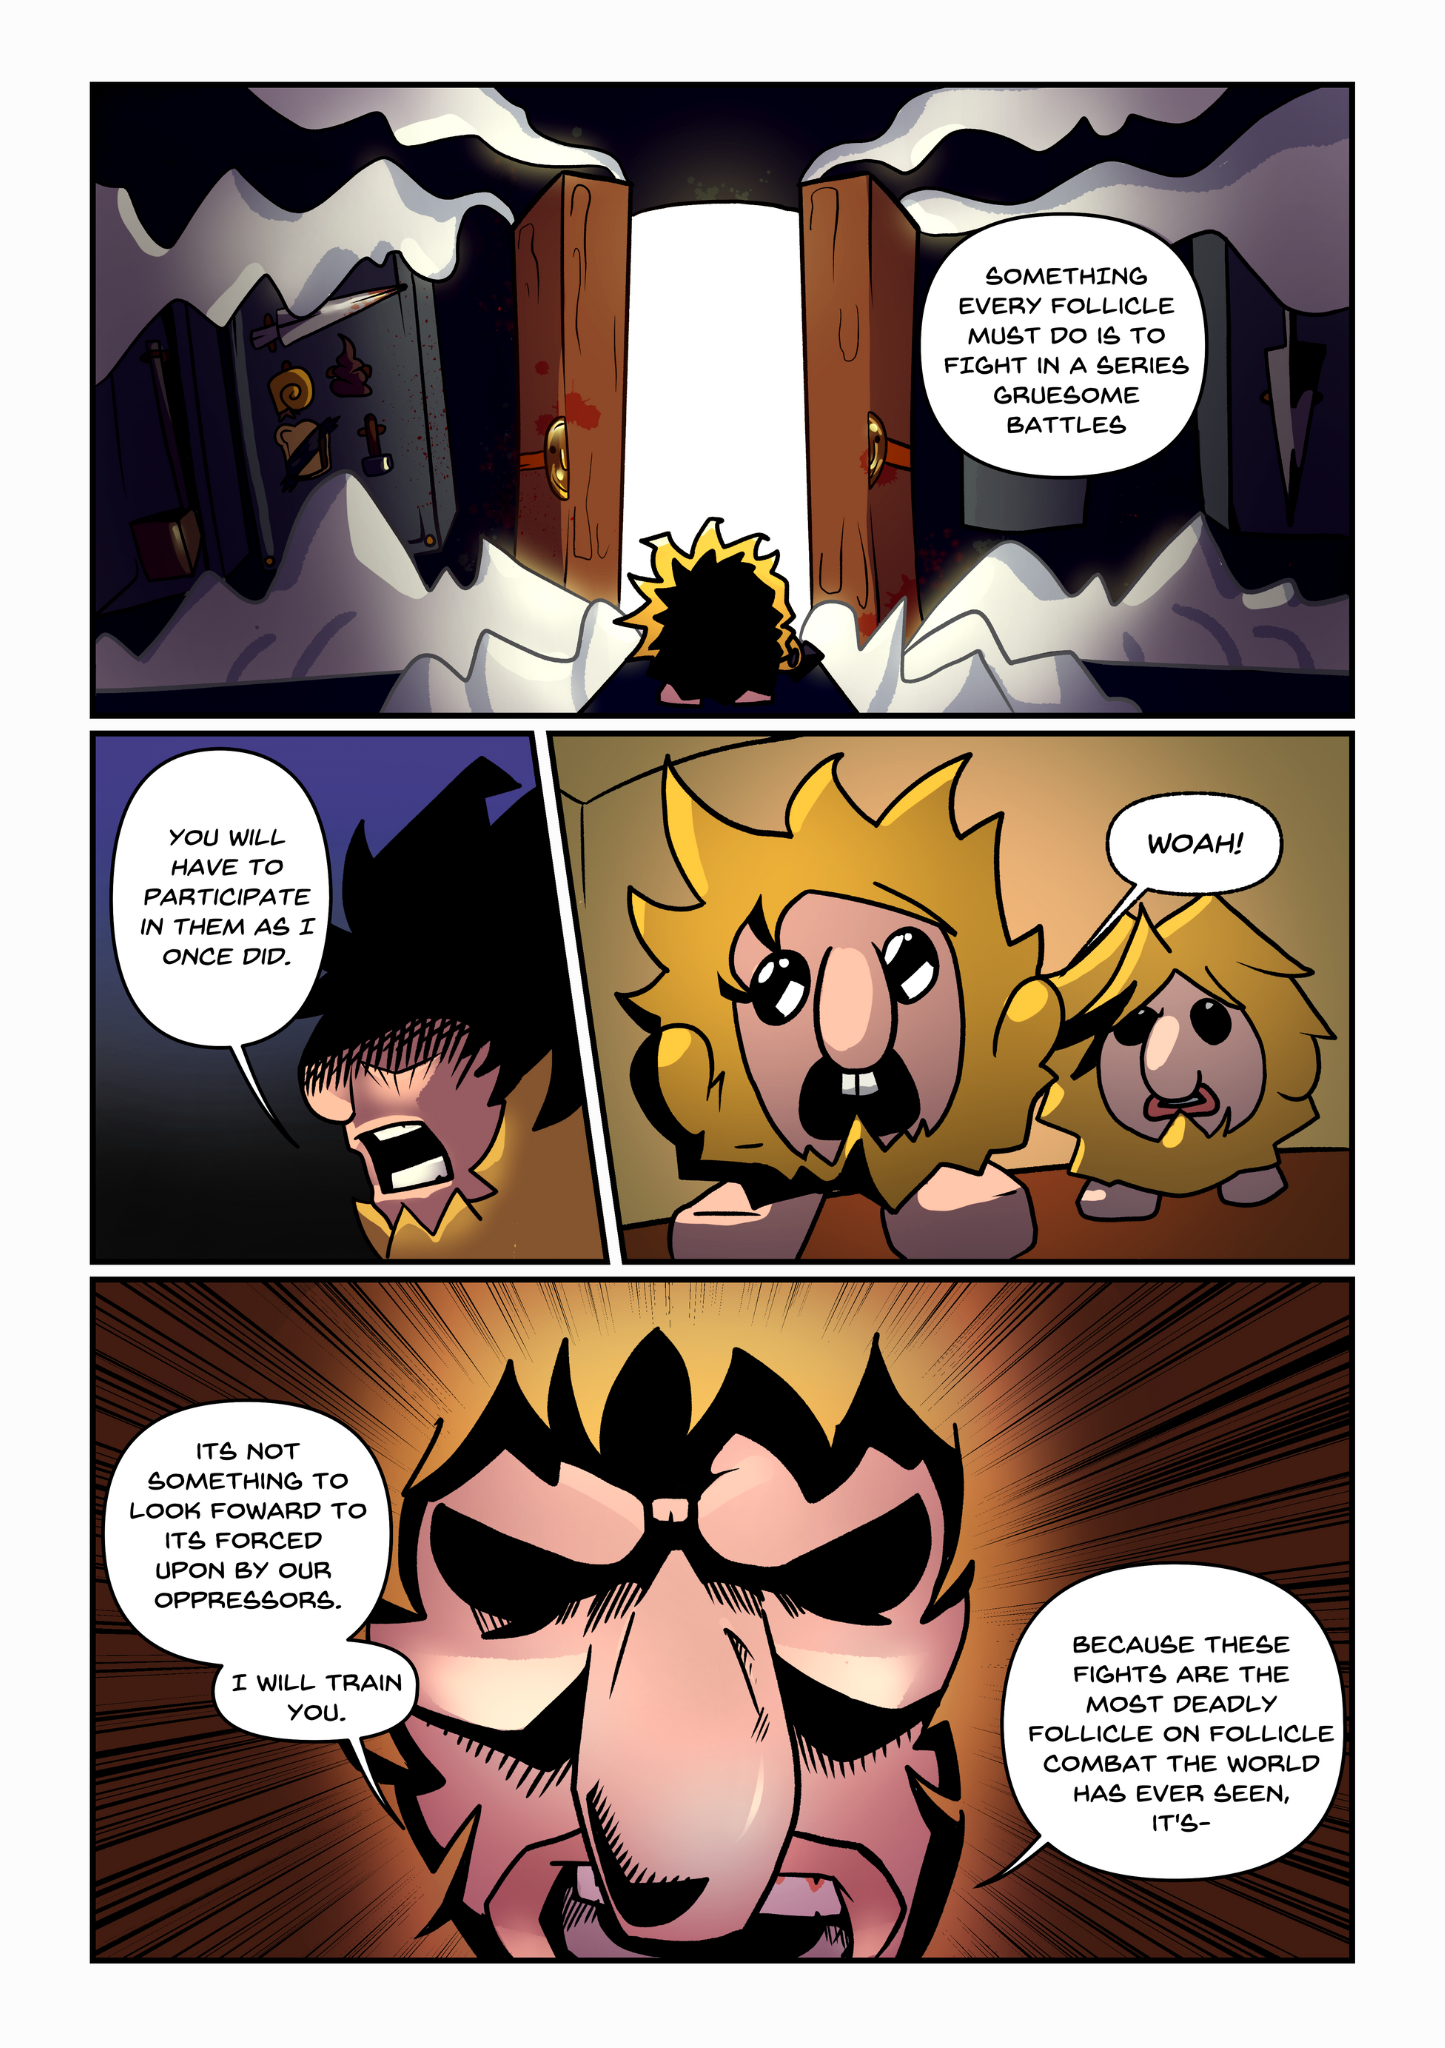 SOMETHING
EVERY FOLLICLE
MUST DO IS TO
FIGHT IN A SERIES
GRUESOME
BATTLES
YOU WILL
HAVE TO
PARTICIPATE
IN THEM AS I
ONCE DID.
WOAH!
ITS NOT
SOMETHING TO
LOOK FOWARD TO
ITS FORCED
UPON BY OUR
OPPRESSORS.
I WILL TRAIN
YOU.
BECAUSE THESE
FIGHTS ARE THE
MOST DEADLY
FOLLICLE ON FOLLICLE
COMBAT THE WORLD
HAS EVER SEEN,
IT'S-